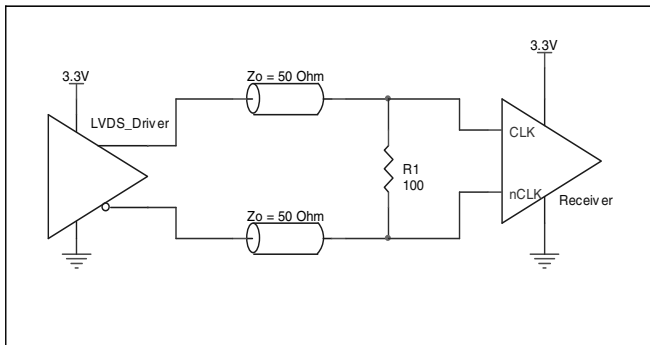 3.3V
LVDS_Driver
Zo = 50 Ohm
Zo = 50 Ohm
R1
100
3.3V
CLK
nCLK
Receiver